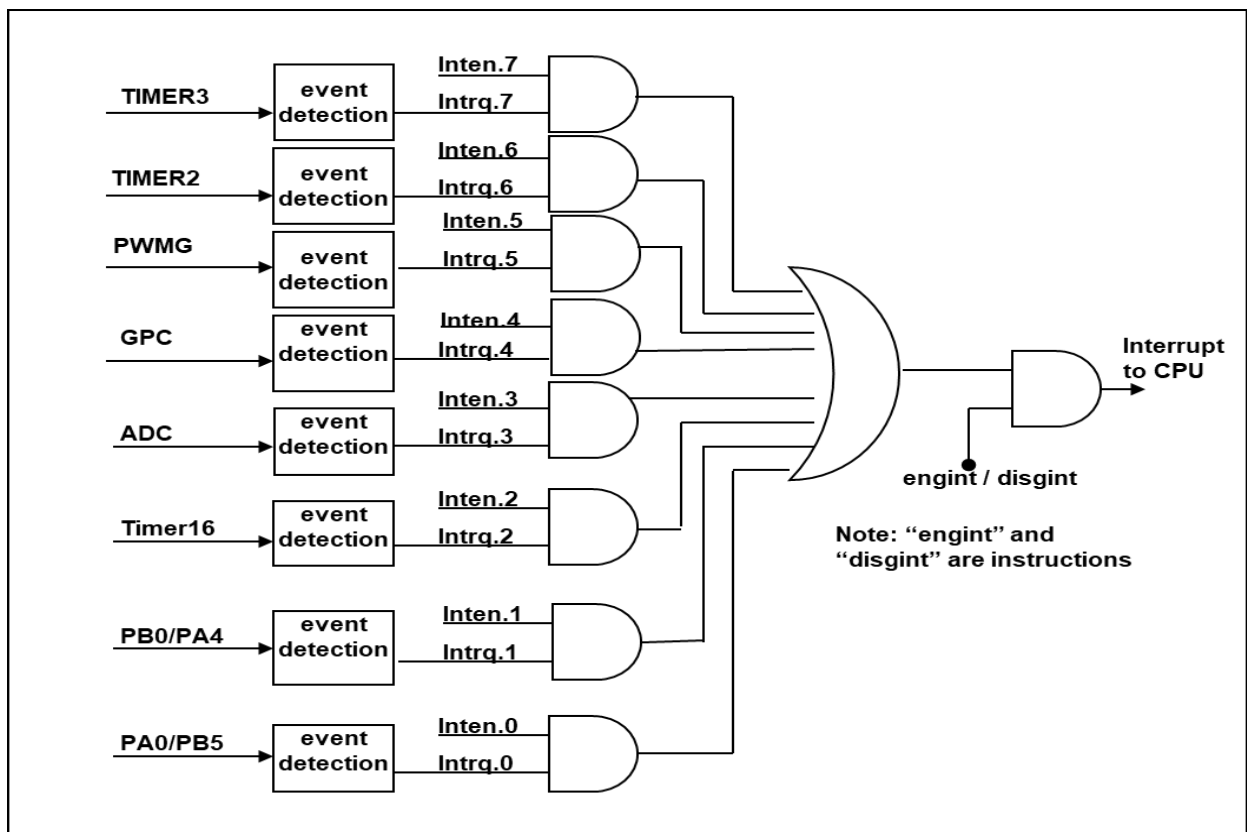 TIMER3
event
detection
Inten.7
Intrq.7
TIMER2
event
detection
Inten.6
Intrq.6
PWMG
event
detection
Inten.5
Intrq.5
GPC
event
detection
Inten.4
Intrq.4
ADC
event
detection
Inten.3
Intrq.3
Timer16
event
detection
Inten.2
Intrq.2
PB0/PA4
event
detection
Inten.1
Intrq.1
PA0/PB5
event
detection
Inten.0
Intrq.0
Interrupt
to CPU
engint / disgint
Note: “engint” and
“disgint” are instructions